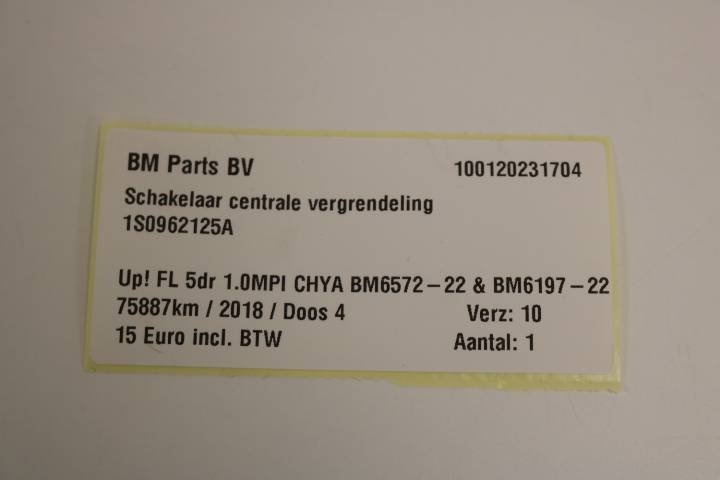 BM Parts BV 100120231704
Schakelaar centrale vergrendeling
1S0962125A
Up! FL 5dr 1.0MPI CHYA BM6572-22 & BM6197-22
75887km / 2018 / Doos 4 Verz: 10
15 Euro incl. BTW Aantal: 1